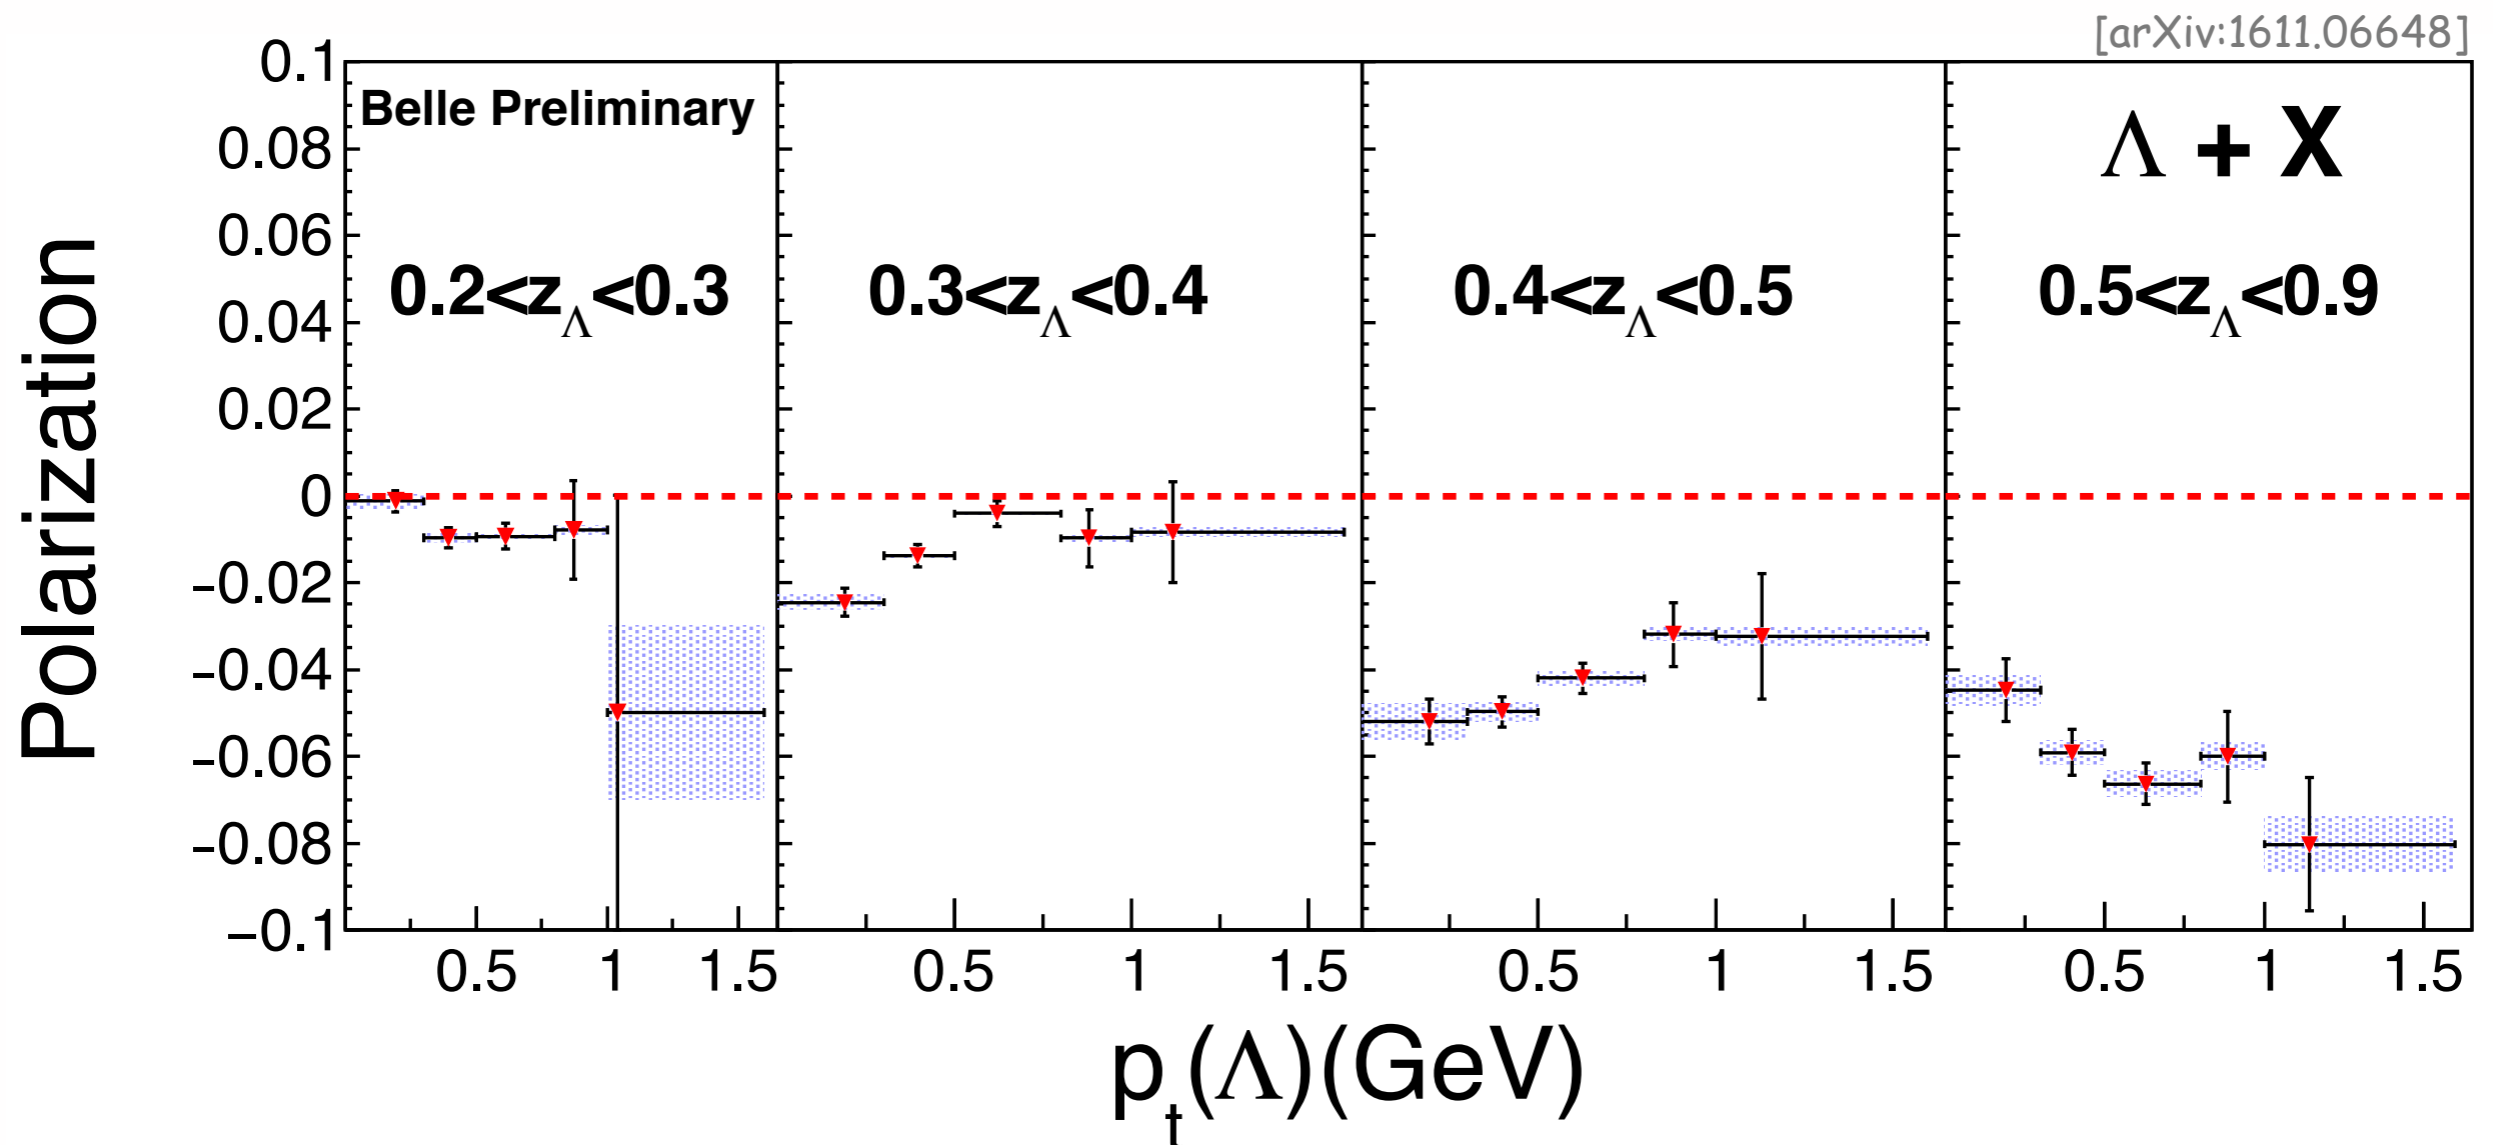 [arXiv:1611.06648]
Belle Preliminary
Λ + X
0.2<z_Λ<0.3
0.3<z_Λ<0.4
0.4<z_Λ<0.5
0.5<z_Λ<0.9
Polarization
0.1
0.08
0.06
0.04
0.02
0
−0.02
−0.04
−0.06
−0.08
−0.1
0.5 1 1.5 0.5 1 1.5 0.5 1 1.5 0.5 1 1.5
p_t(Λ)(GeV)